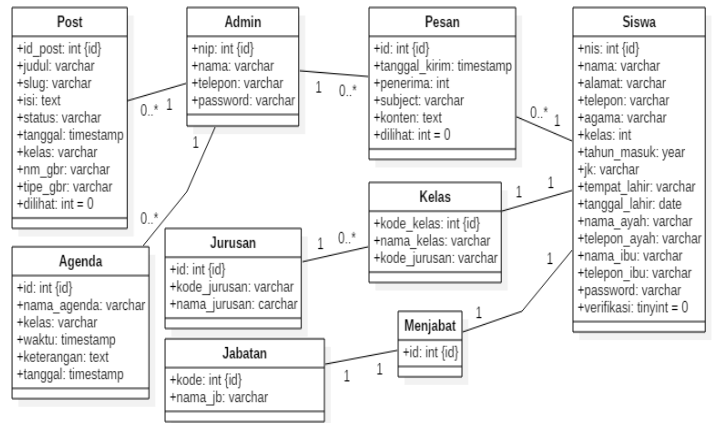 Post
+id_post: int {id}
+judul: varchar
+slug: varchar
+isi: text
+status: varchar
+tanggal: timestamp
+kelas: varchar
+nm_gbr: varchar
+tipe_gbr: varchar
+dilihat: int = 0
Admin
+nip: int {id}
+nama: varchar
+telepon: varchar
+password: varchar
Pesan
+id: int {id}
+tanggal_kirim: timestamp
+penerima: int
+subject: varchar
+konten: text
+dilihat: int = 0
Siswa
+nis: int {id}
+nama: varchar
+alamat: varchar
+telepon: varchar
+agama: varchar
+kelas: int
+tahun_masuk: year
+jk: varchar
+tempat_lahir: varchar
+tanggal_lahir: date
+nama_ayah: varchar
+telepon_ayah: varchar
+nama_ibu: varchar
+telepon_ibu: varchar
+password: varchar
+verifikasi: tinyint = 0
0..*
1
1
0..*
0..*
1
1
0..*
Kelas
+kode_kelas: int {id}
+nama_kelas: varchar
+kode_jurusan: varchar
1
1
Jurusan
+id: int {id}
+kode_jurusan: varchar
+nama_jurusan: carchar
1
0..*
Agenda
+id: int {id}
+nama_agenda: varchar
+kelas: varchar
+waktu: timestamp
+keterangan: text
+tanggal: timestamp
Menjabat
+id: int {id}
1
1
Jabatan
+kode: int {id}
+nama_jb: varchar
1
1